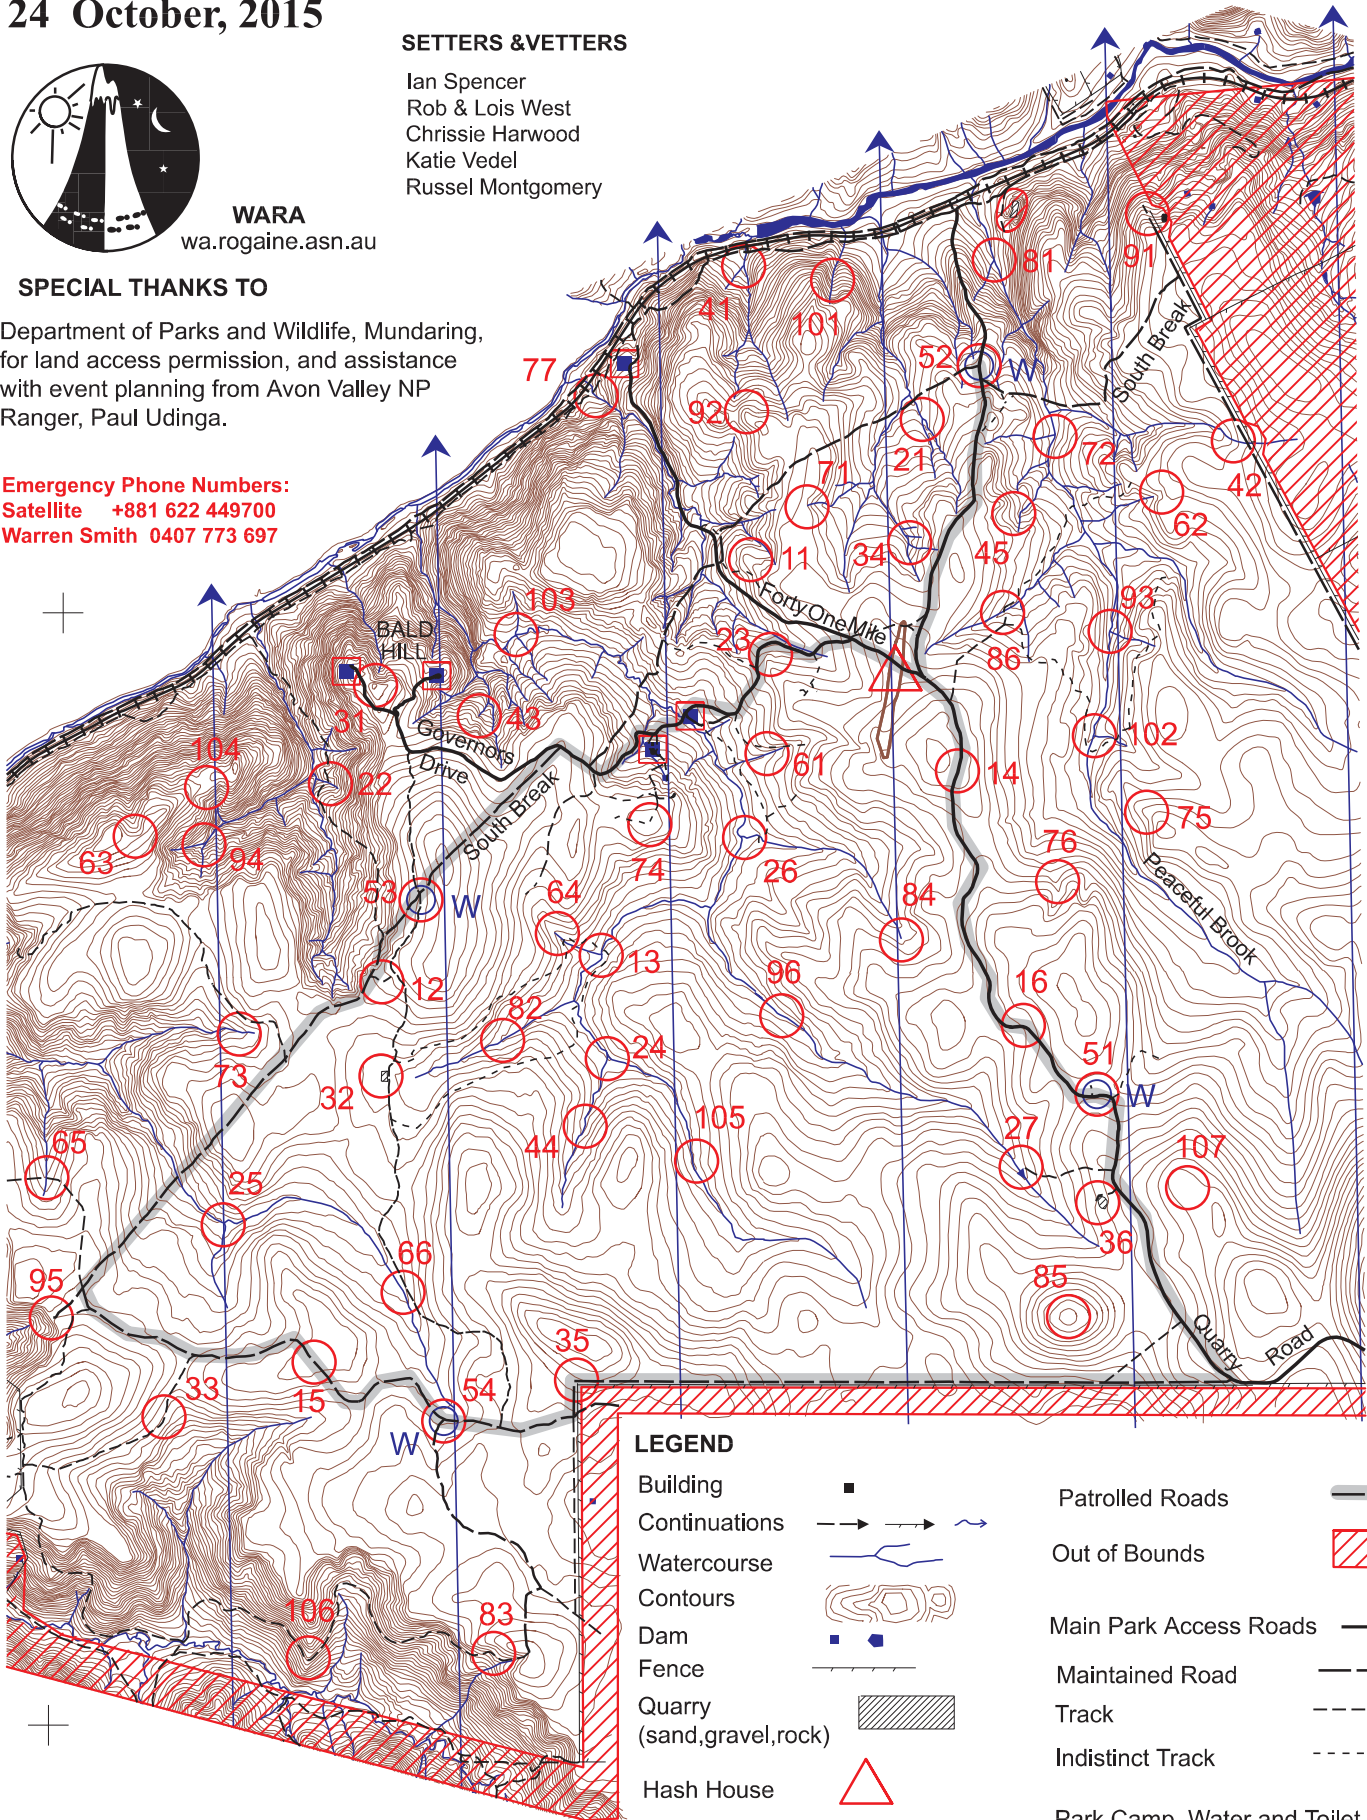 24 October, 2015
SETTERS &VETTERS
Ian Spencer
Rob & Lois West
Chrissie Harwood
Katie Vedel
Russel Montgomery
WARA
wa.rogaine.asn.au
SPECIAL THANKS TO
Department of Parks and Wildlife, Mundaring,
for land access permission, and assistance
with event planning from Avon Valley NP
Ranger, Paul Udinga.
Emergency Phone Numbers:
Satellite +881 622 449700
Warren Smith 0407 773 697
41
101
81
91
77
52
W
South Break
92
21
72
42
71
62
11
34
45
103
Forty One Mile
93
BALD
HILL
23
86
31
43
Governors
Drive
102
104
22
61
14
South Break
75
63
94
74
26
76
Peaceful Brook
53
W
64
84
13
12
96
16
82
73
24
51
W
32
105
27
107
65
44
25
36
66
95
85
35
Quarry
Road
33
15
54
W
106
83
LEGEND
Building
Continuations
Watercourse
Contours
Dam
Fence
Quarry
(sand,gravel,rock)
Hash House
Patrolled Roads
Out of Bounds
Main Park Access Roads
Maintained Road
Track
Indistinct Track
Park Camp, Water and Toilet